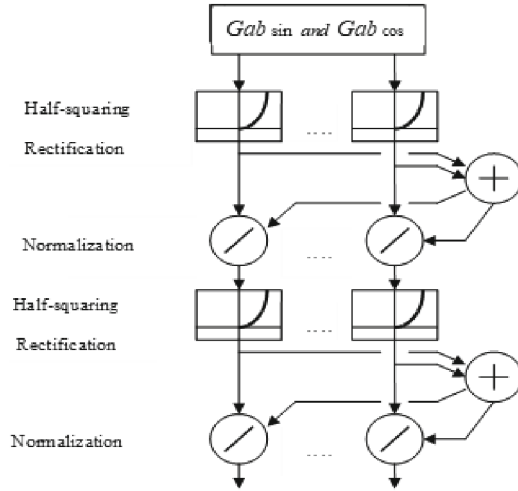 Gab sin and Gab cos
Half-squaring
Rectification
....
+
Normalization
....
Half-squaring
Rectification
....
+
Normalization
....